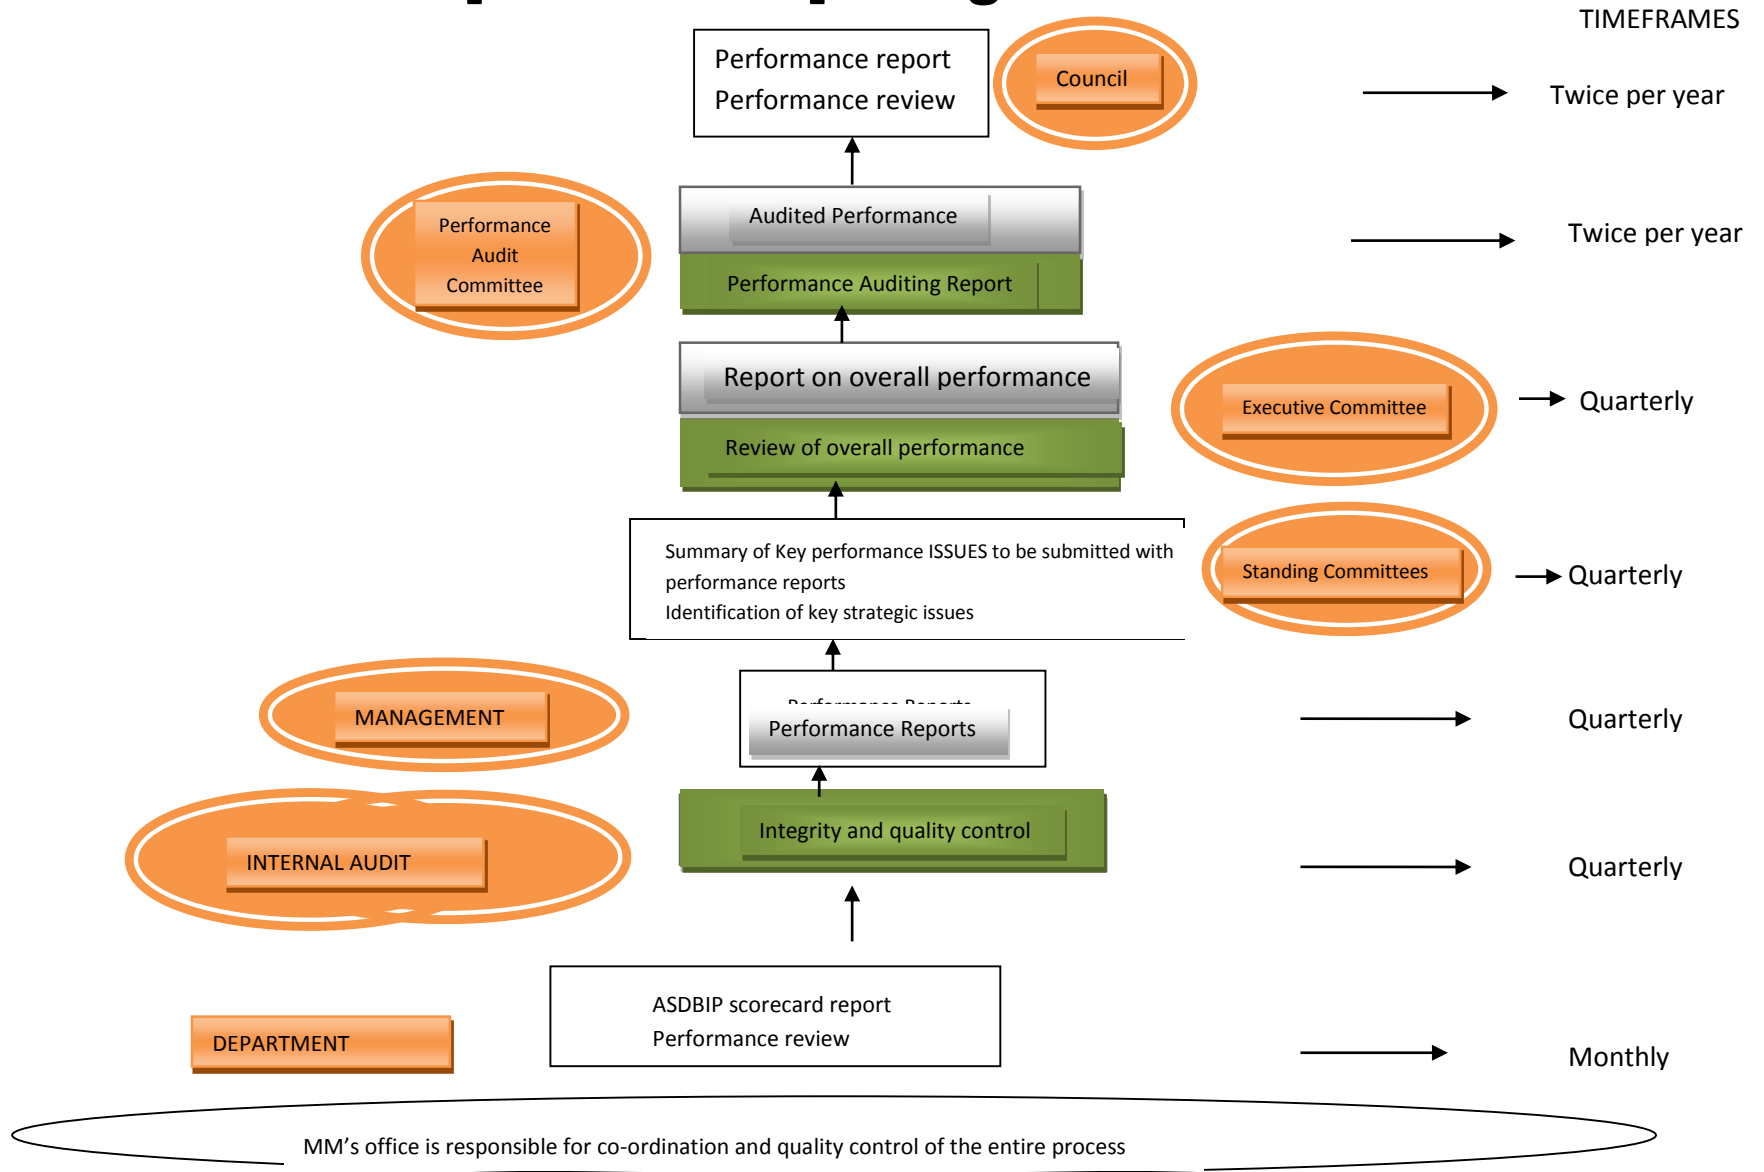 TIMEFRAMES
Performance report
Performance review
Council
Twice per year
Performance
Audit
Committee
Audited Performance
Performance Auditing Report
Twice per year
Report on overall performance
Review of overall performance
Executive Committee
Quarterly
Summary of Key performance ISSUES to be submitted with
performance reports
Identification of key strategic issues
Standing Committees
Quarterly
MANAGEMENT
Performance Reports
Performance Reports
Quarterly
INTERNAL AUDIT
Integrity and quality control
Quarterly
ASDBIP scorecard report
Performance review
DEPARTMENT
Monthly
MM's office is responsible for co-ordination and quality control of the entire process